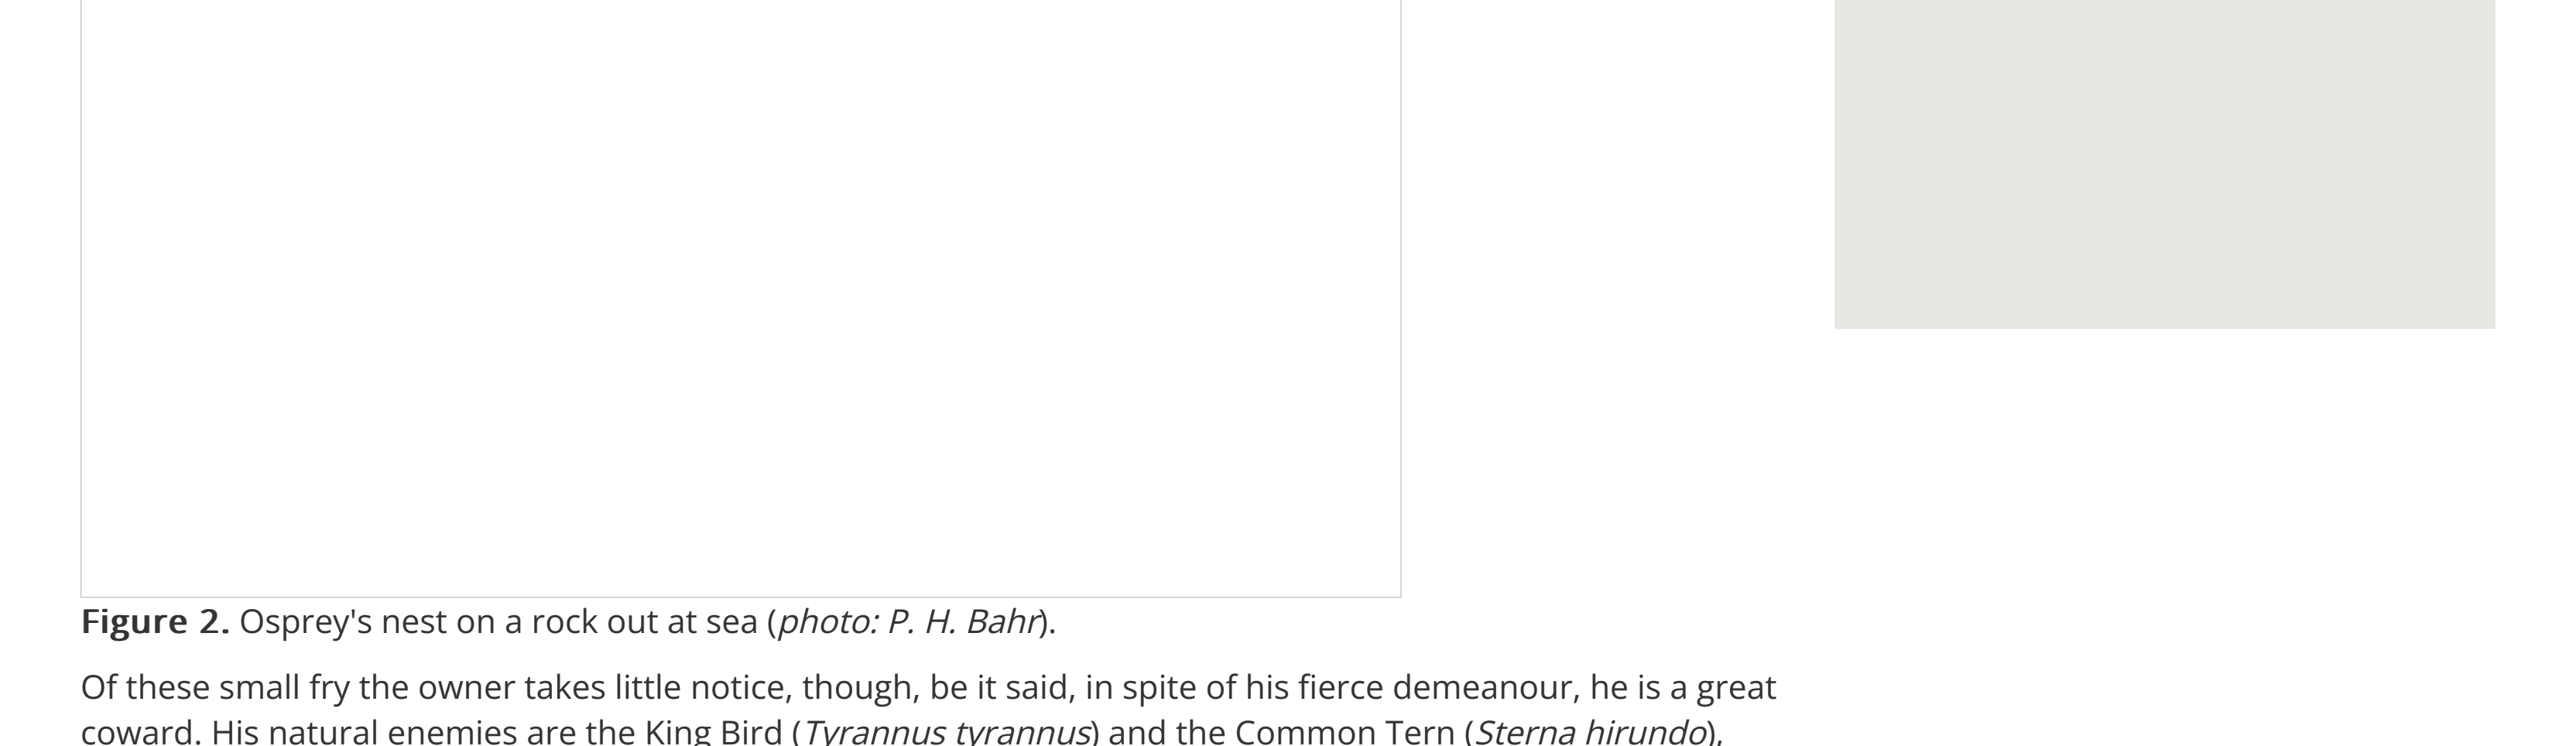 Figure 2. Osprey's nest on a rock out at sea (photo: P. H. Bahr).
Of these small fry the owner takes little notice, though, be it said, in spite of his fierce demeanour, he is a great
coward. His natural enemies are the King Bird (Tyrannus tyrannus) and the Common Tern (Sterna hirundo),